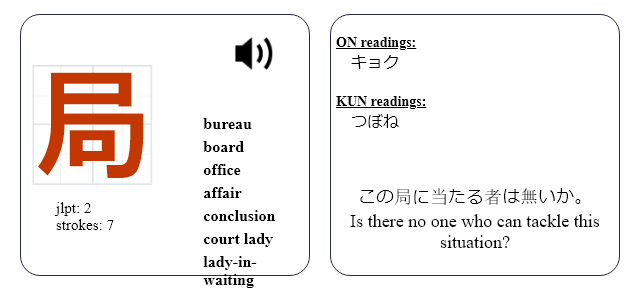 局
jlpt: 2
strokes: 7
bureau
board
office
affair
conclusion
court lady
lady-in-
waiting
ON readings:
キョク
KUN readings:
つぼね
この局に当たる者は無いか。
Is there no one who can tackle this
situation?